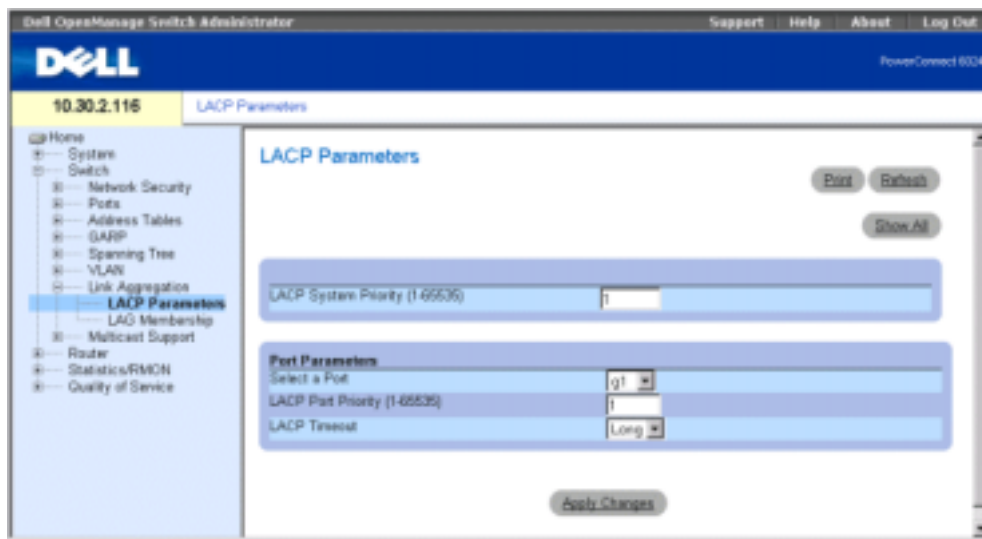 Dell OpenManage Switch Administrator Support Help About Log Out
DELL
PowerConnect 6024
10.30.2.116 LACP Parameters
Home
System
Switch
Network Security
Ports
Address Tables
GARP
Spanning Tree
VLAN
Link Aggregation
LACP Parameters
LAG Membership
Multicast Support
Router
Statistics/RMON
Quality of Service
LACP Parameters
Print Refresh
Show All
LACP System Priority (1-65535) 1
Port Parameters
Select a Port g1
LACP Port Priority (1-65535) 1
LACP Timeout Long
Apply Changes